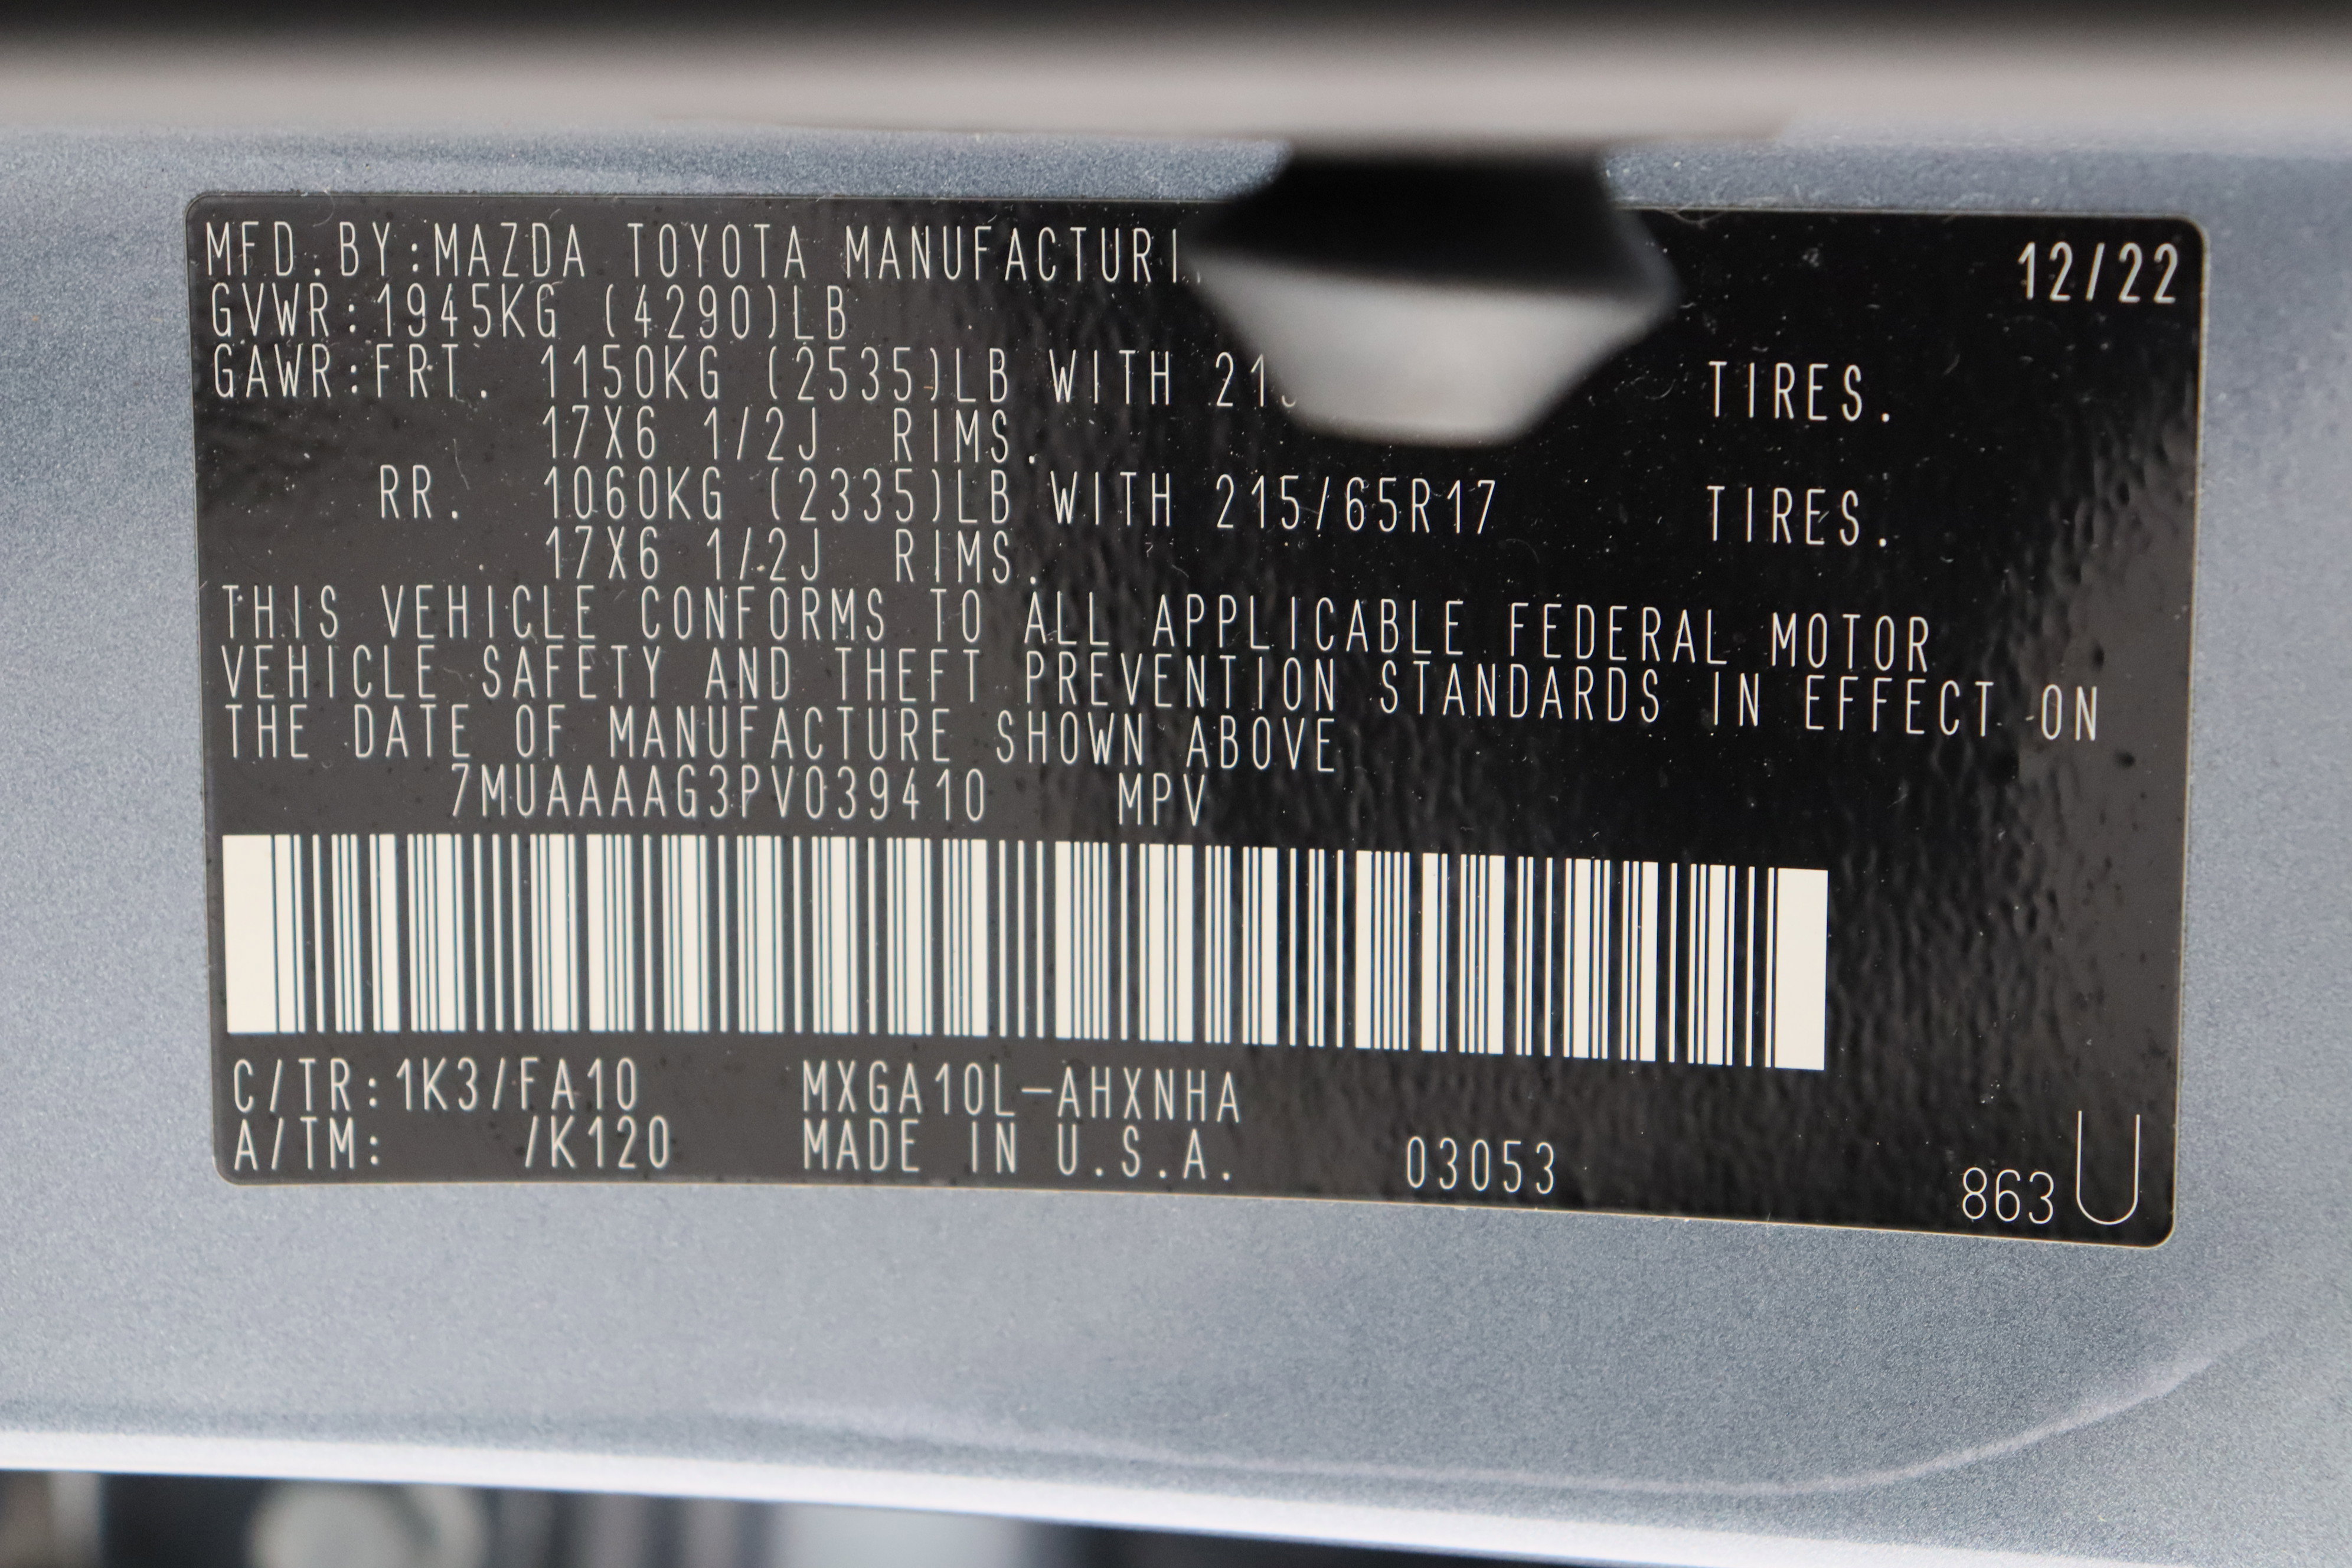 MFD.BY:MAZDA TOYOTA MANUFACTURI 12/22
GVWR:1945KG (4290)LB
GAWR:FRT. 1150KG (2535)LB WITH TIRES.
17X6 1/2J RIMS.
RR. 1060KG (2335)LB WITH 215/65R17 TIRES.
17X6 1/2J RIMS.
THIS VEHICLE CONFORMS TO ALL APPLICABLE FEDERAL MOTOR
VEHICLE SAFETY AND THEFT PREVENTION STANDARDS IN EFFECT ON
THE DATE OF MANUFACTURE SHOWN ABOVE
7MUAAAAG3PV039410 MPV
C/TR:1K3/FA10 MXGA10L-AHXNHA
A/TM: /K120 MADE IN U.S.A. 03053
863 U